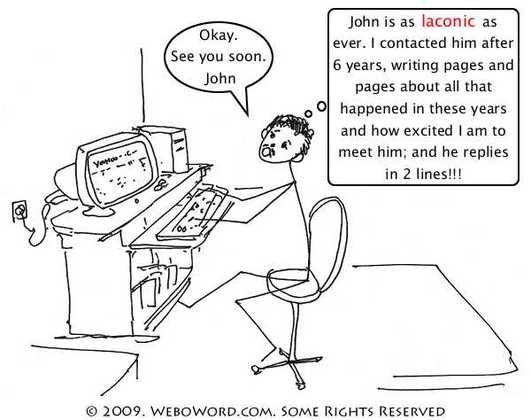 Okay.
See you soon.
John
John is as laconic as
ever. I contacted him after
6 years, writing pages and
pages about all that
happened in these years
and how excited I am to
meet him; and he replies
in 2 lines!!!
© 2009. WEBOWORD.COM. SOME RIGHTS RESERVED